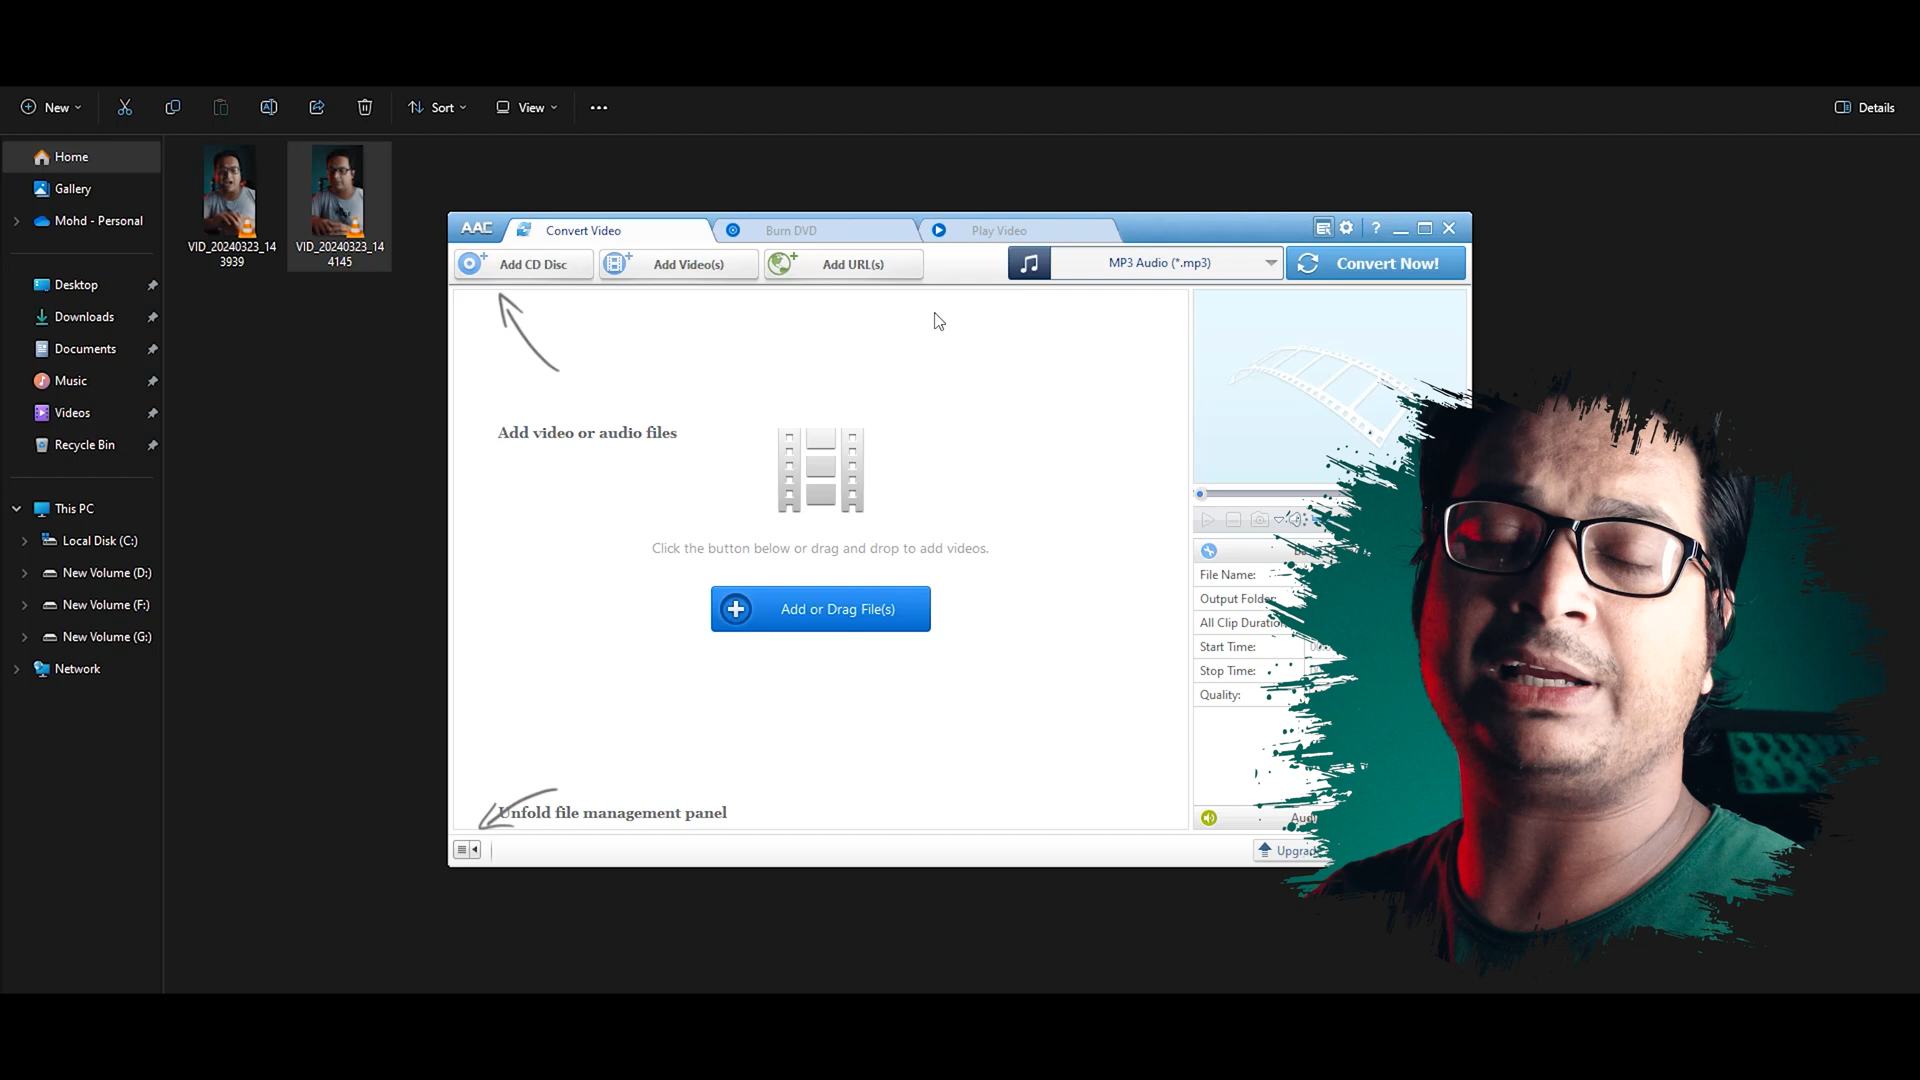 New
Sort
View
Details
Home
Gallery
Mohd - Personal
Desktop
Downloads
Documents
Music
Videos
Recycle Bin
This PC
Local Disk (C:)
New Volume (D:)
New Volume (F:)
New Volume (G:)
Network
VID_20240323_14
3939
VID_20240323_14
4145
AAC
Convert Video
Burn DVD
Play Video
?
Add CD Disc
Add Video(s)
Add URL(s)
MP3 Audio (*.mp3)
Convert Now!
Add video or audio files
Click the button below or drag and drop to add videos.
Add or Drag File(s)
Unfold file management panel
File Name:
Output Folder:
All Clip Duration
Start Time:
Stop Time:
Quality: